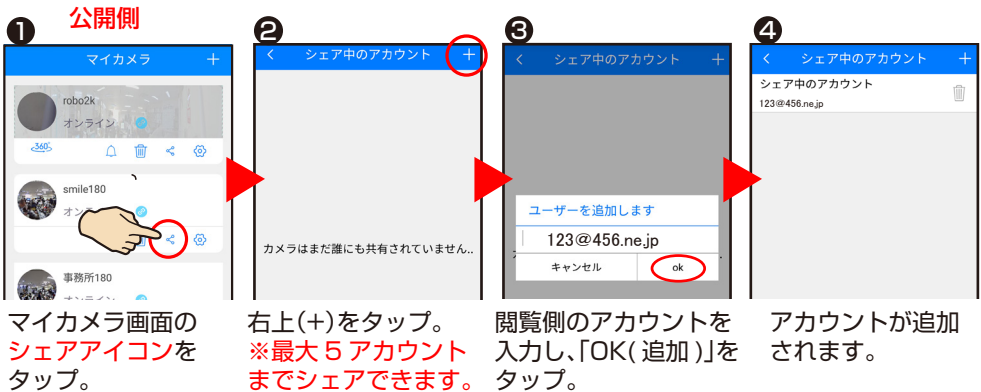 公開側
❶
マイカメラ
+
robo2k
オンライン
360°
smile180
事務所180
マイカメラ画面の
シェアアイコンを
タップ。
❷
< シェア中のアカウント +
カメラはまだ誰にも共有されていません..
右上(+)をタップ。
※最大5アカウント
までシェアできます。
❸
< シェア中のアカウント +
ユーザーを追加します
123@456.ne.jp
キャンセル
ok
閲覧側のアカウントを
入力し、「OK(追加)」を
タップ。
❹
< シェア中のアカウント +
シェア中のアカウント
123@456.ne.jp
アカウントが追加
されます。